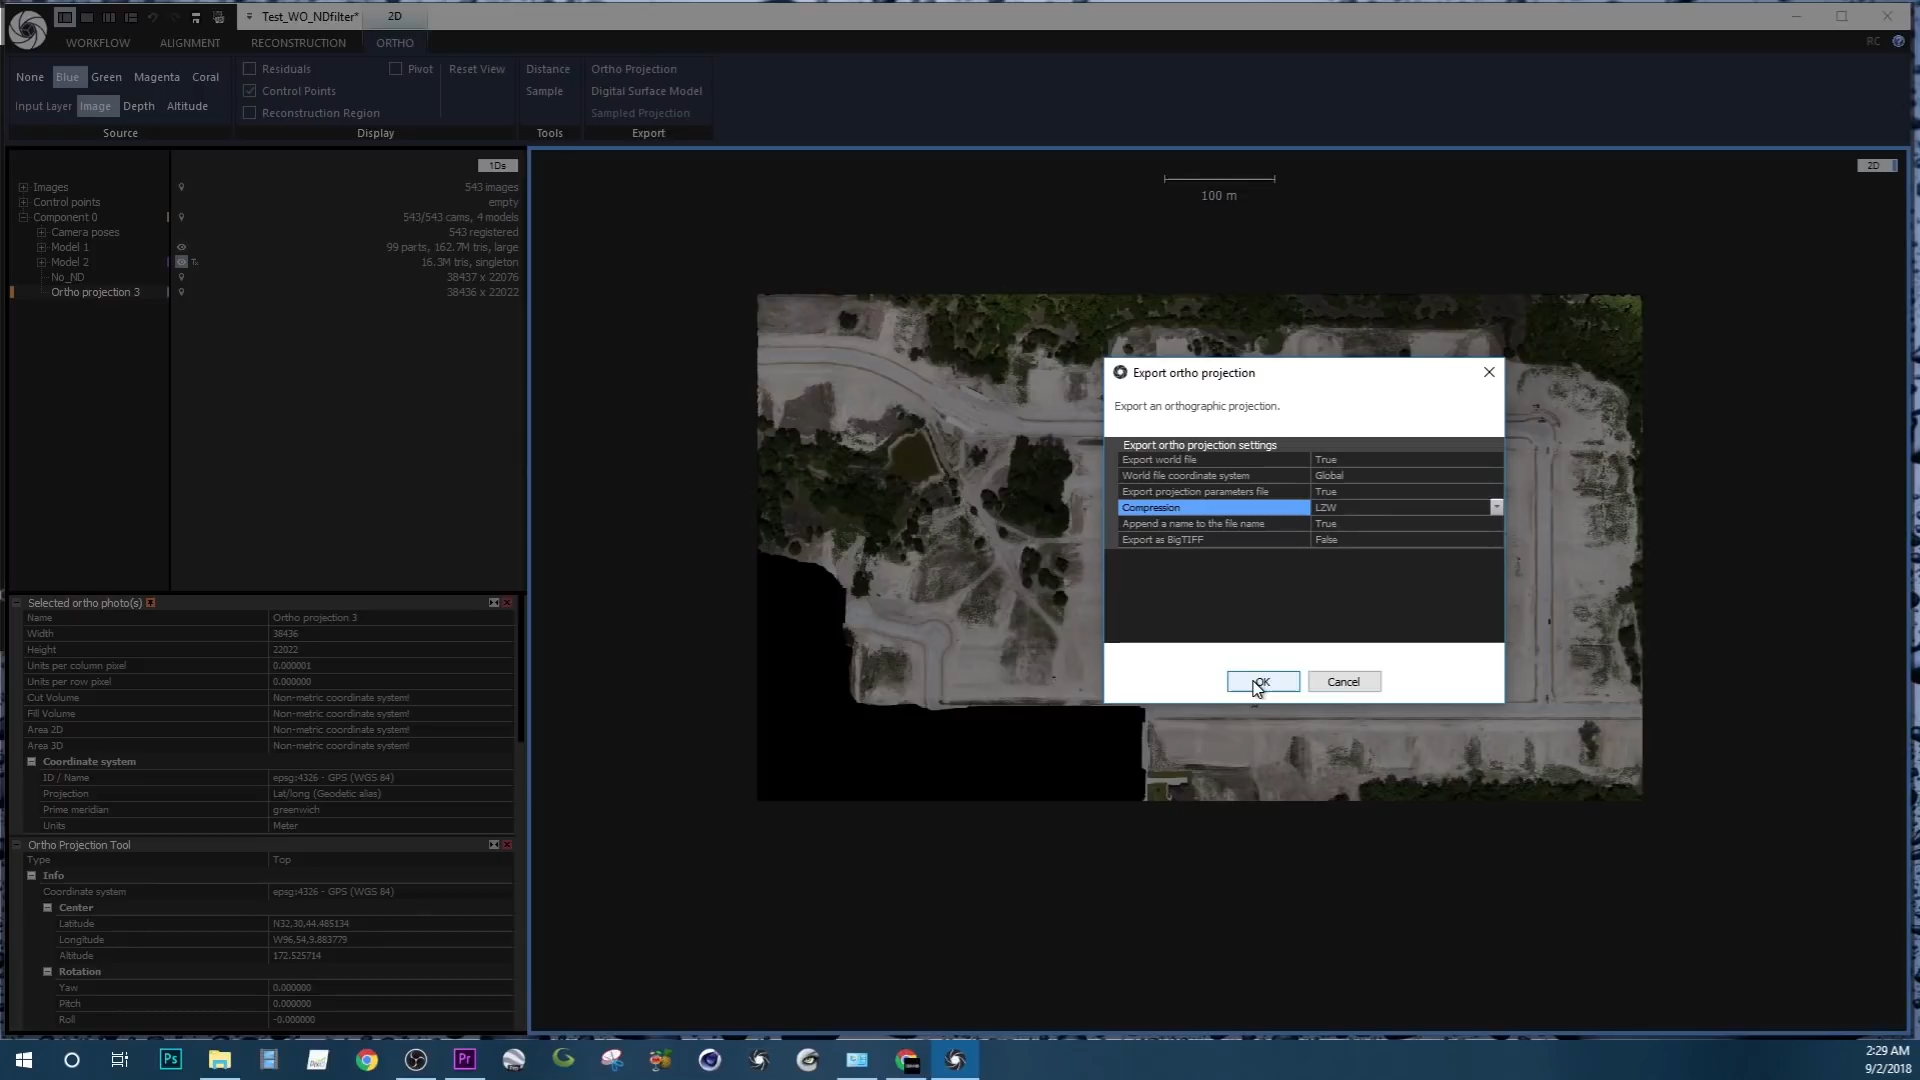 Test_WO_NDfilter*
2D
WORKFLOW
ALIGNMENT
RECONSTRUCTION
ORTHO
RC
None Blue Green Magenta Coral
Input Layer Image Depth Altitude
Source
Residuals
Pivot
Reset View
Control Points
Reconstruction Region
Display
Distance
Sample
Tools
Ortho Projection
Digital Surface Model
Sampled Projection
Export
1Ds
Images 543 images
Control points empty
Component 0 543/543 cams, 4 models
Camera poses 543 registered
Model 1 99 parts, 162.7M tris, large
Model 2 16.3M tris, singleton
No_ND 38437 x 22076
Ortho projection 3 38436 x 22022
2D
100 m
Export ortho projection
Export an orthographic projection.
Export ortho projection settings
Export world file True
World file coordinate system Global
Export projection parameters file True
Compression LZW
Append a name to the file name True
Export as BigTIFF False
OK
Cancel
Selected ortho photo(s)
Name Ortho projection 3
Width 38436
Height 22022
Units per column pixel 0.000001
Units per row pixel 0.000000
Cut Volume Non-metric coordinate system!
Fill Volume Non-metric coordinate system!
Area 2D Non-metric coordinate system!
Area 3D Non-metric coordinate system!
Coordinate system
ID / Name epsg:4326 - GPS (WGS 84)
Projection Lat/long (Geodetic alias)
Prime meridian greenwich
Units Meter
Ortho Projection Tool
Type Top
Info
Coordinate system epsg:4326 - GPS (WGS 84)
Center
Latitude N32,30,44.485134
Longitude W96,54,9.883779
Altitude 172.525714
Rotation
Yaw 0.000000
Pitch 0.000000
Roll -0.000000
Ps
Pr
2:29 AM
9/2/2018